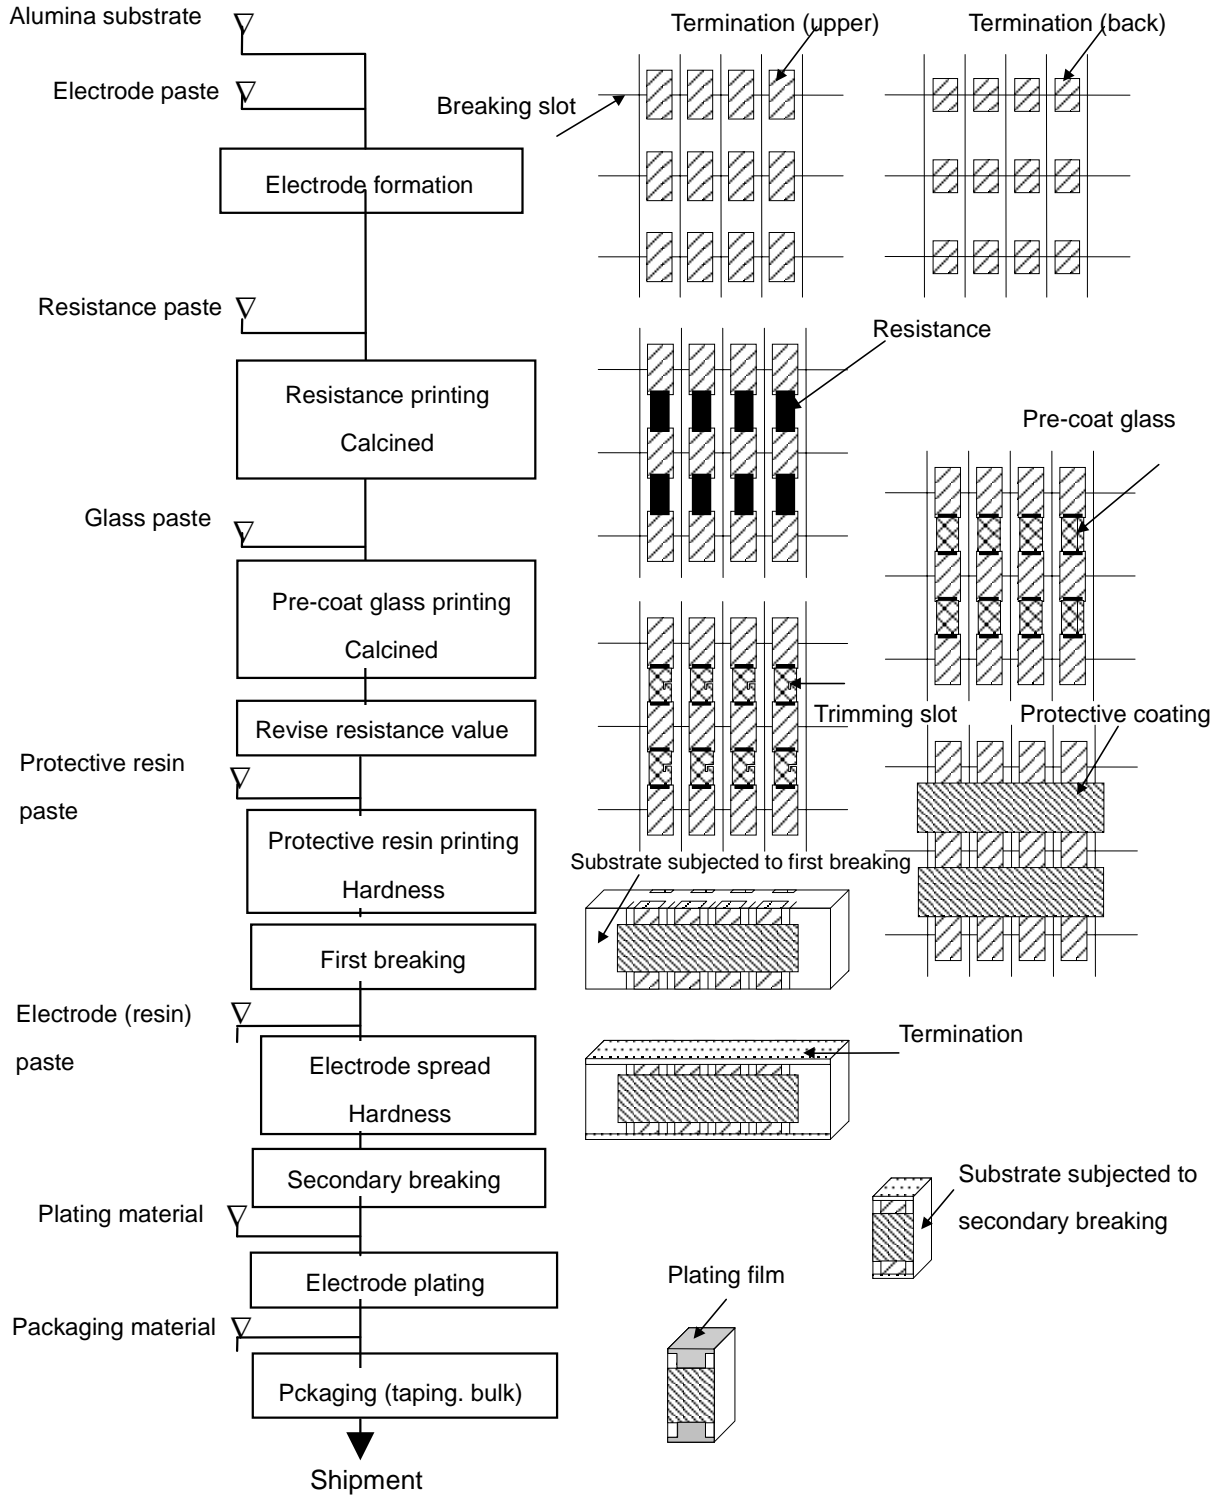 Alumina substrate
Electrode paste
Electrode formation
Resistance paste
Resistance printing
Calcined
Glass paste
Pre-coat glass printing
Calcined
Revise resistance value
Protective resin
paste
Protective resin printing
Hardness
First breaking
Electrode (resin)
paste
Electrode spread
Hardness
Secondary breaking
Plating material
Electrode plating
Packaging material
Pckaging (taping. bulk)
Shipment
Termination (upper)
Termination (back)
Breaking slot
Resistance
Pre-coat glass
Trimming slot
Protective coating
Substrate subjected to first breaking
Termination
Substrate subjected to
secondary breaking
Plating film